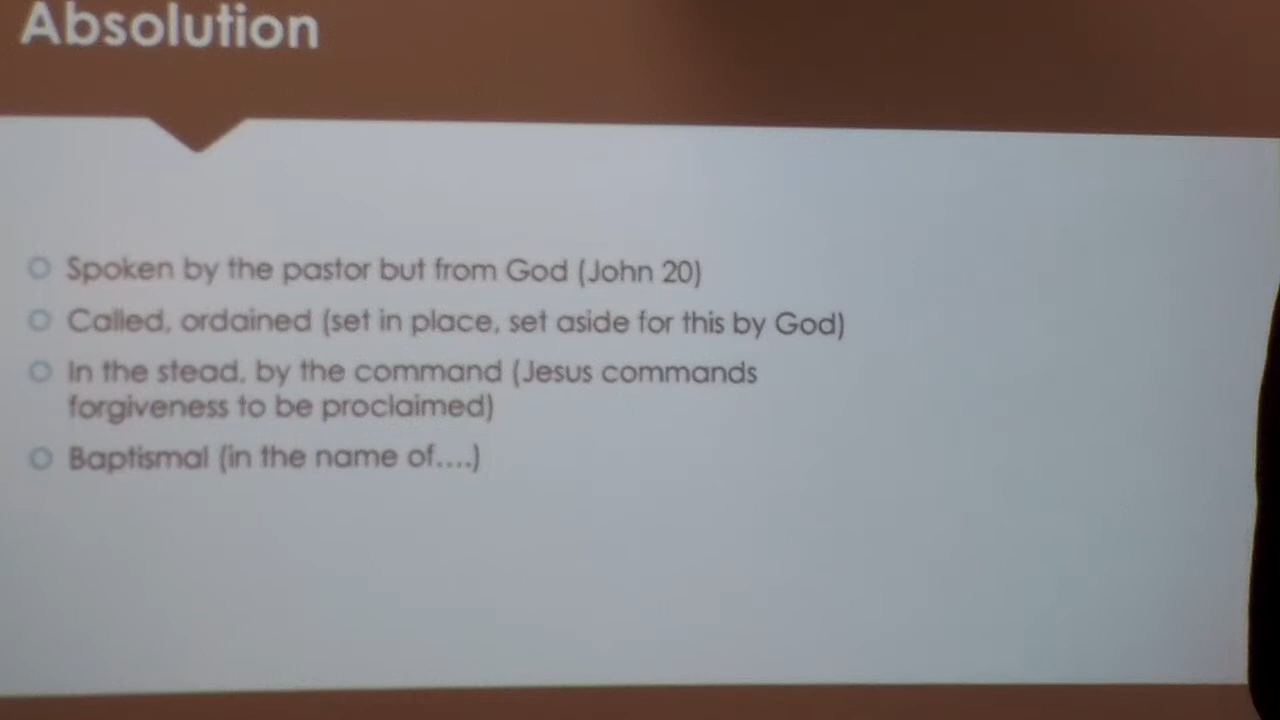 Absolution
Spoken by the pastor but from God (John 20)
Called, ordained (set in place, set aside for this by God)
In the stead, by the command (Jesus commands
forgiveness to be proclaimed)
Baptismal (in the name of....)